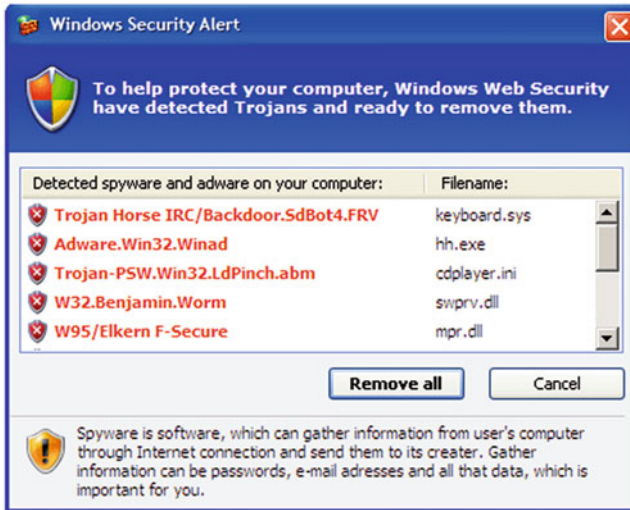 Windows Security Alert
To help protect your computer, Windows Web Security
have detected Trojans and ready to remove them.
Detected spyware and adware on your computer: Filename:
Trojan Horse IRC/Backdoor.SdBot4.FRV keyboard.sys
Adware.Win32.Winad hh.exe
Trojan-PSW.Win32.LdPinch.abm cdplayer.ini
W32.Benjamin.Worm swprv.dll
W95/Elkern F-Secure mpr.dll
Remove all Cancel
Spyware is software, which can gather information from user's computer
through Internet connection and send them to its creater. Gather
information can be passwords, e-mail adresses and all that data, which is
important for you.